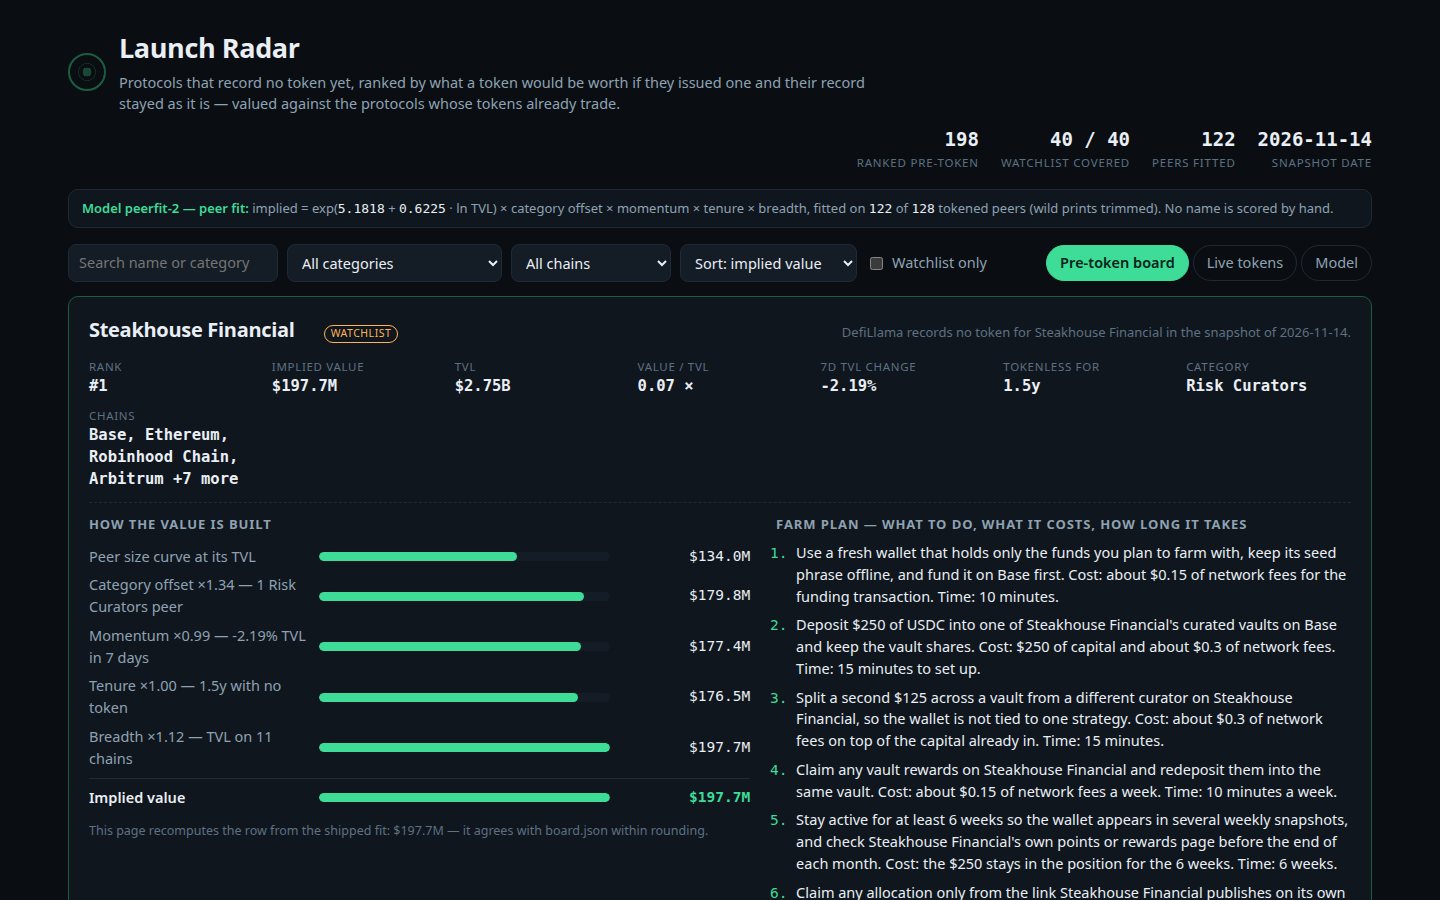 Launch Radar
Protocols that record no token yet, ranked by what a token would be worth if they issued one and their record
stayed as it is — valued against the protocols whose tokens already trade.
198
RANKED PRE-TOKEN
40 / 40
WATCHLIST COVERED
122
PEERS FITTED
2026-11-14
SNAPSHOT DATE
Model peerfit-2 — peer fit: implied = exp(5.1818 + 0.6225 · ln TVL) × category offset × momentum × tenure × breadth, fitted on 122 of 128 tokened peers (wild prints trimmed). No name is scored by hand.
Search name or category
All categories
All chains
Sort: implied value
Watchlist only
Pre-token board
Live tokens
Model
Steakhouse Financial
WATCHLIST
DefiLlama records no token for Steakhouse Financial in the snapshot of 2026-11-14.
RANK
#1
IMPLIED VALUE
$197.7M
TVL
$2.75B
VALUE / TVL
0.07 ×
7D TVL CHANGE
-2.19%
TOKENLESS FOR
1.5y
CATEGORY
Risk Curators
CHAINS
Base, Ethereum,
Robinhood Chain,
Arbitrum +7 more
HOW THE VALUE IS BUILT
Peer size curve at its TVL
$134.0M
Category offset ×1.34 — 1 Risk
Curators peer
$179.8M
Momentum ×0.99 — -2.19% TVL
in 7 days
$177.4M
Tenure ×1.00 — 1.5y with no
token
$176.5M
Breadth ×1.12 — TVL on 11
chains
$197.7M
Implied value
$197.7M
This page recomputes the row from the shipped fit: $197.7M — it agrees with board.json within rounding.
FARM PLAN — WHAT TO DO, WHAT IT COSTS, HOW LONG IT TAKES
1. Use a fresh wallet that holds only the funds you plan to farm with, keep its seed
phrase offline, and fund it on Base first. Cost: about $0.15 of network fees for the
funding transaction. Time: 10 minutes.
2. Deposit $250 of USDC into one of Steakhouse Financial's curated vaults on Base
and keep the vault shares. Cost: $250 of capital and about $0.3 of network fees.
Time: 15 minutes to set up.
3. Split a second $125 across a vault from a different curator on Steakhouse
Financial, so the wallet is not tied to one strategy. Cost: about $0.3 of network
fees on top of the capital already in. Time: 15 minutes.
4. Claim any vault rewards on Steakhouse Financial and redeposit them into the
same vault. Cost: about $0.15 of network fees a week. Time: 10 minutes a week.
5. Stay active for at least 6 weeks so the wallet appears in several weekly snapshots,
and check Steakhouse Financial's own points or rewards page before the end of
each month. Cost: the $250 stays in the position for the 6 weeks. Time: 6 weeks.
6. Claim any allocation only from the link Steakhouse Financial publishes on its own